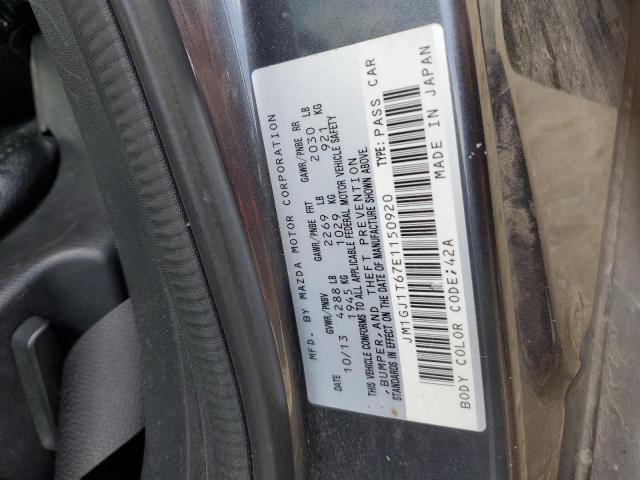 MFD. BY MAZDA MOTOR CORPORATION
DATE GVWR/PNBV GAWR/PNBE FRT GAWR/PNBE RR
10/13 4288 LB 2269 LB 2030 LB
1945 KG 1029 KG 921 KG
THIS VEHICLE CONFORMS TO ALL APPLICABLE FEDERAL MOTOR VEHICLE SAFETY
, BUMPER, AND THEFT PREVENTION
STANDARDS IN EFFECT ON THE DATE OF MANUFACTURE SHOWN ABOVE.
JM1GJ1TG7E1150920 TYPE: PASS CAR
BODY COLOR CODE;42A MADE IN JAPAN